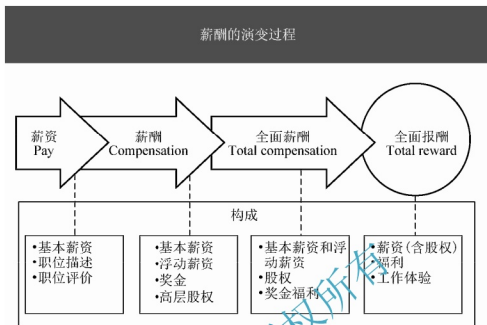 薪酬的演变过程
薪资
Pay
薪酬
Compensation
全面薪酬
Total compensation
全面报酬
Total reward
构成
•基本薪资
•职位描述
•职位评价
•基本薪资
•浮动薪资
•奖金
•高层股权
•基本薪资和浮
动薪资
•股权
•奖金福利
•薪资(含股权)
•福利
•工作体验
权所有